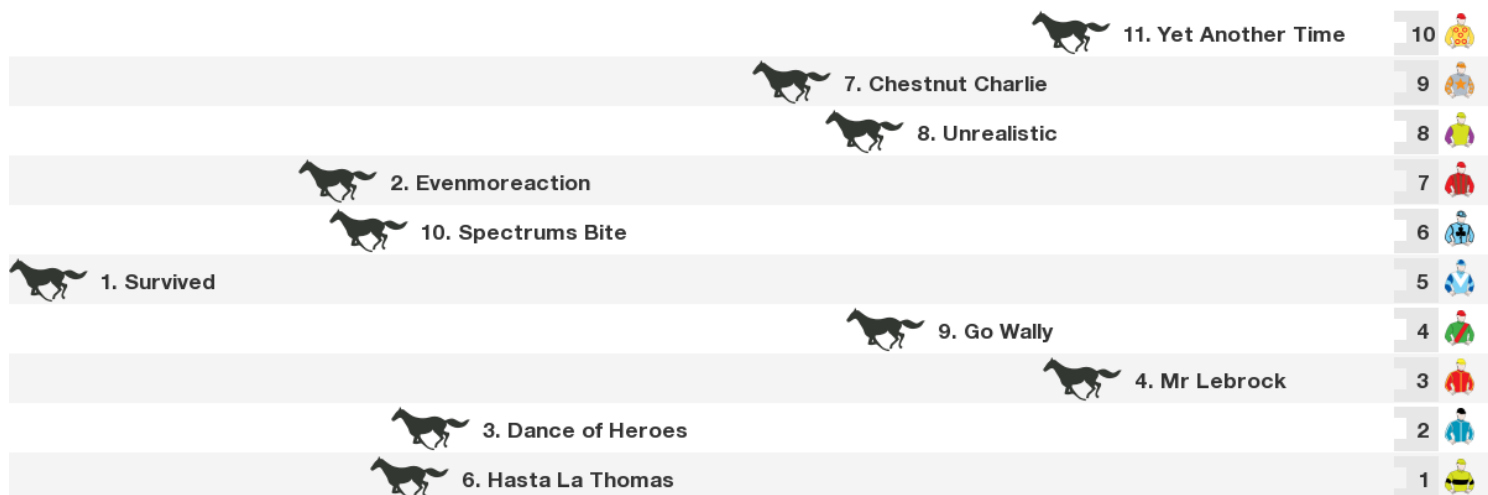 11. Yet Another Time 10
7. Chestnut Charlie 9
8. Unrealistic 8
2. Evenmoreaction 7
10. Spectrums Bite 6
1. Survived 5
9. Go Wally 4
4. Mr Lebrock 3
3. Dance of Heroes 2
6. Hasta La Thomas 1